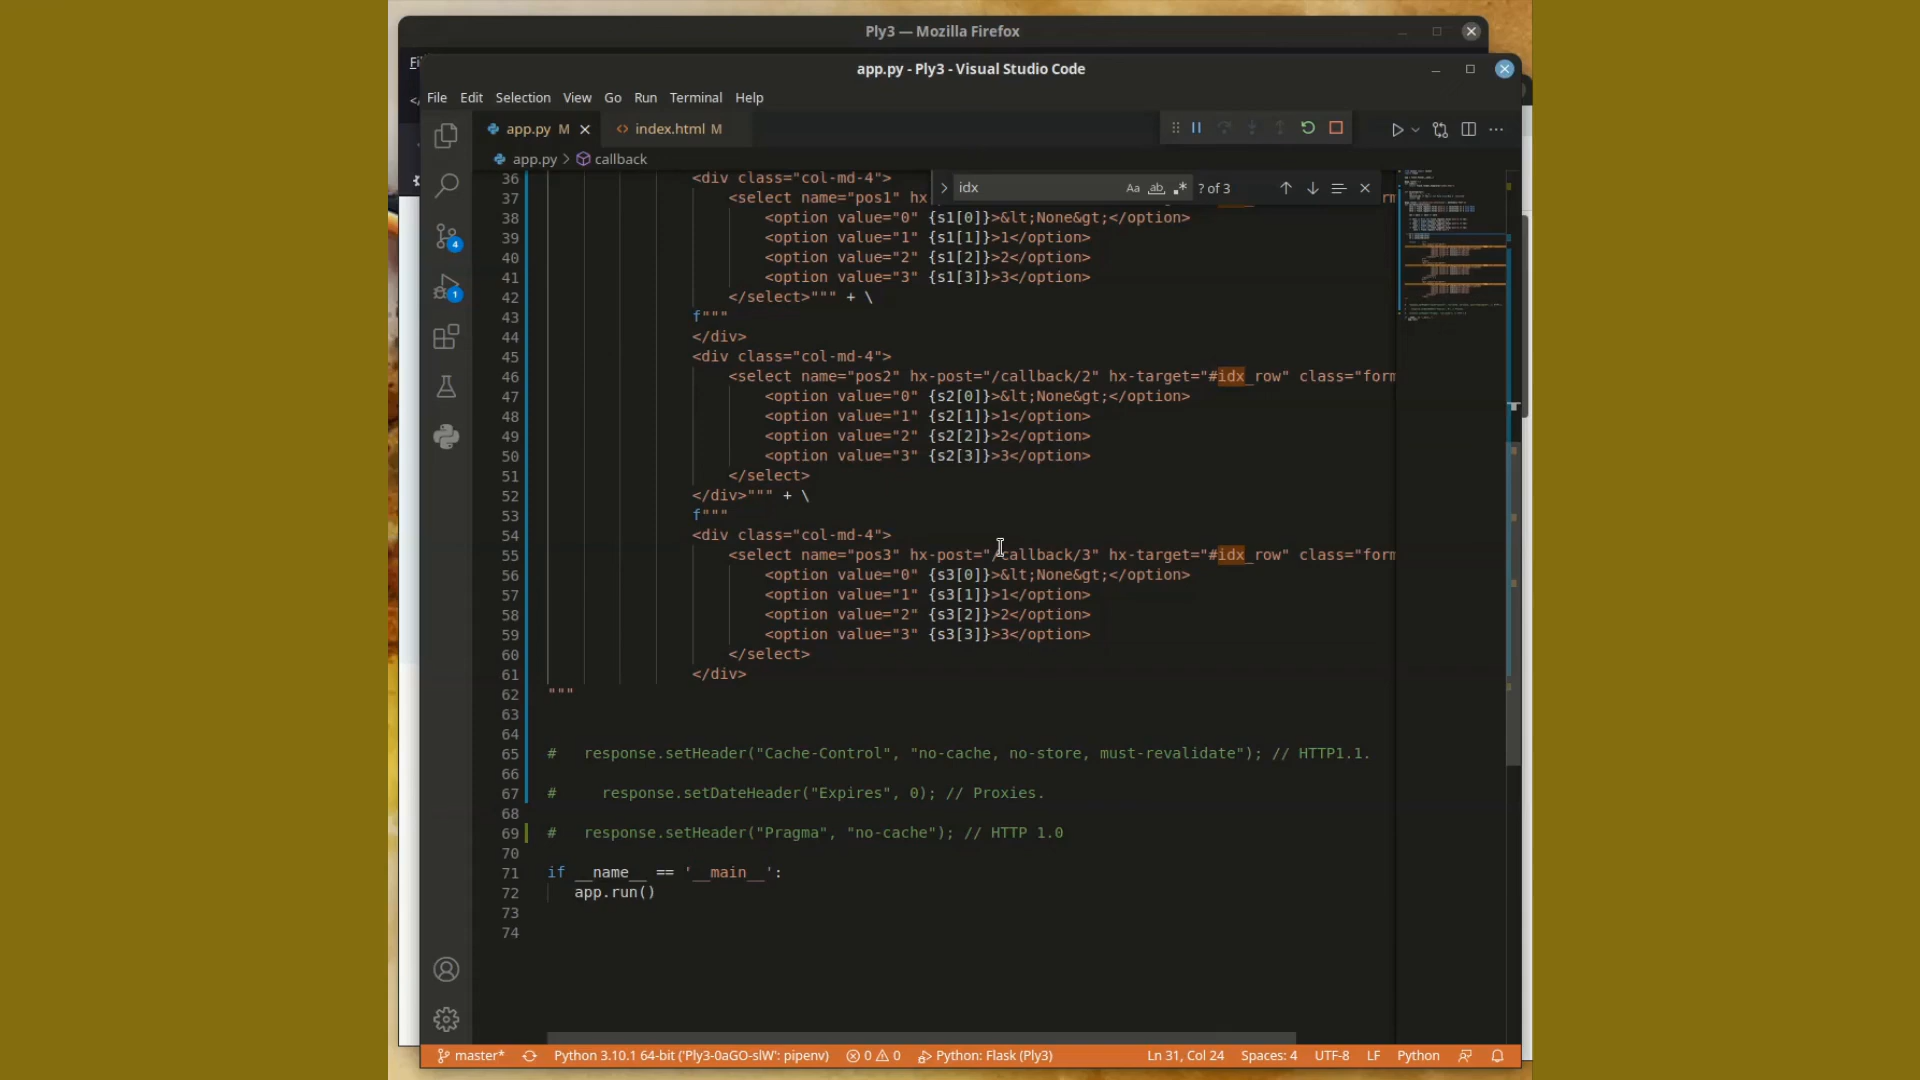 Ply3 — Mozilla Firefox
app.py - Ply3 - Visual Studio Code
File Edit Selection View Go Run Terminal Help
app.py M index.html M
app.py > callback
idx Aa ab ? of 3
36 <div class="col-md-4">
37 <select name="pos1" hx
38 <option value="0" {s1[0]}>&lt;None&gt;</option>
39 <option value="1" {s1[1]}>1</option>
40 <option value="2" {s1[2]}>2</option>
41 <option value="3" {s1[3]}>3</option>
42 </select>""" + \
43 f"""
44 </div>
45 <div class="col-md-4">
46 <select name="pos2" hx-post="/callback/2" hx-target="#idx_row" class="form
47 <option value="0" {s2[0]}>&lt;None&gt;</option>
48 <option value="1" {s2[1]}>1</option>
49 <option value="2" {s2[2]}>2</option>
50 <option value="3" {s2[3]}>3</option>
51 </select>
52 </div>""" + \
53 f"""
54 <div class="col-md-4">
55 <select name="pos3" hx-post="/callback/3" hx-target="#idx_row" class="form
56 <option value="0" {s3[0]}>&lt;None&gt;</option>
57 <option value="1" {s3[1]}>1</option>
58 <option value="2" {s3[2]}>2</option>
59 <option value="3" {s3[3]}>3</option>
60 </select>
61 </div>
62 """
63
64
65 # response.setHeader("Cache-Control", "no-cache, no-store, must-revalidate"); // HTTP1.1.
66
67 # response.setDateHeader("Expires", 0); // Proxies.
68
69 # response.setHeader("Pragma", "no-cache"); // HTTP 1.0
70
71 if __name__ == '__main__':
72 app.run()
73
74
4
1
master* Python 3.10.1 64-bit ('Ply3-0aGO-slW': pipenv) 0 0 Python: Flask (Ply3) Ln 31, Col 24 Spaces: 4 UTF-8 LF Python